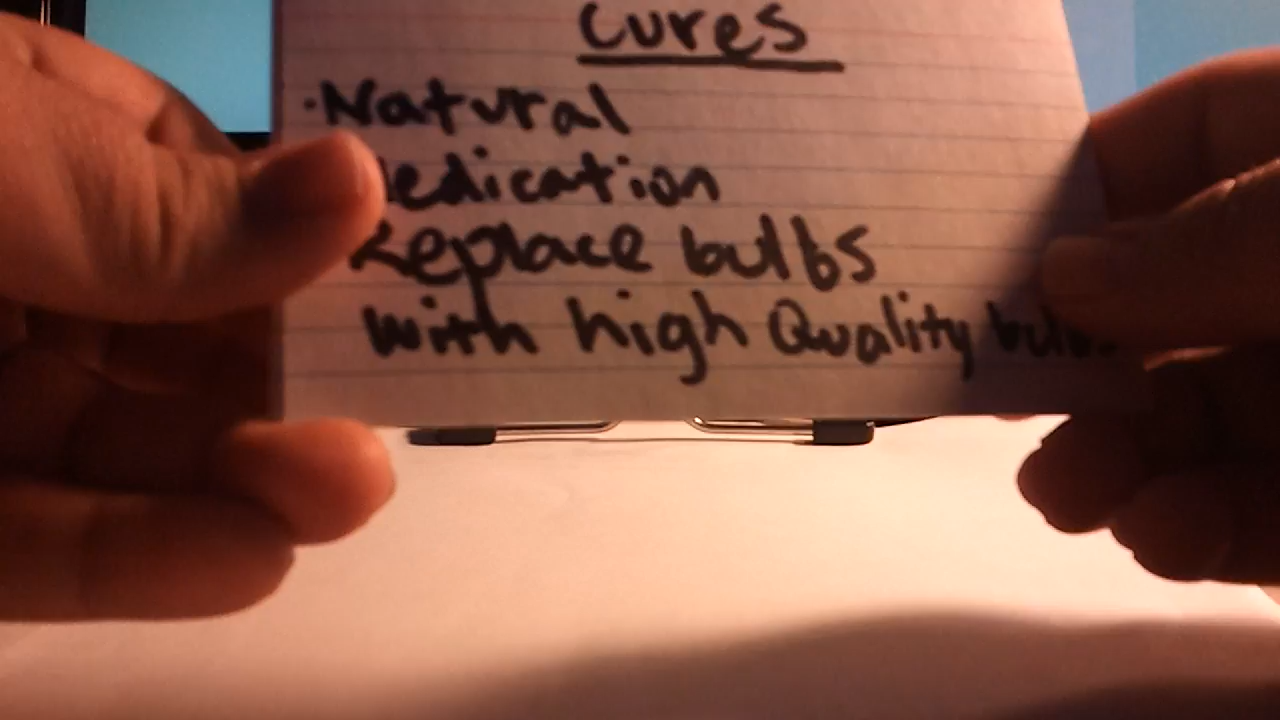 Cures
·Natural
edication
Replace bulbs
with high Quality